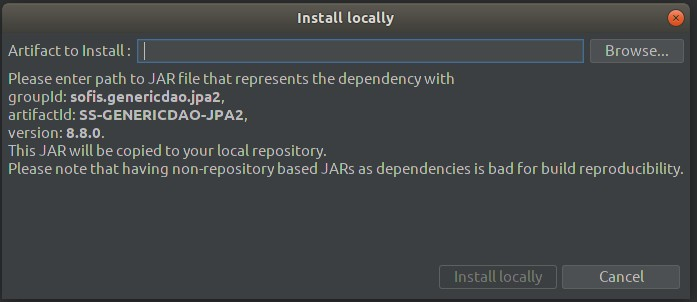 Install locally
Artifact to Install : Browse...
Please enter path to JAR file that represents the dependency with
groupId: sofis.genericdao.jpa2,
artifactId: SS-GENERICDAO-JPA2,
version: 8.8.0.
This JAR will be copied to your local repository.
Please note that having non-repository based JARs as dependencies is bad for build reproducibility.
Install locally Cancel